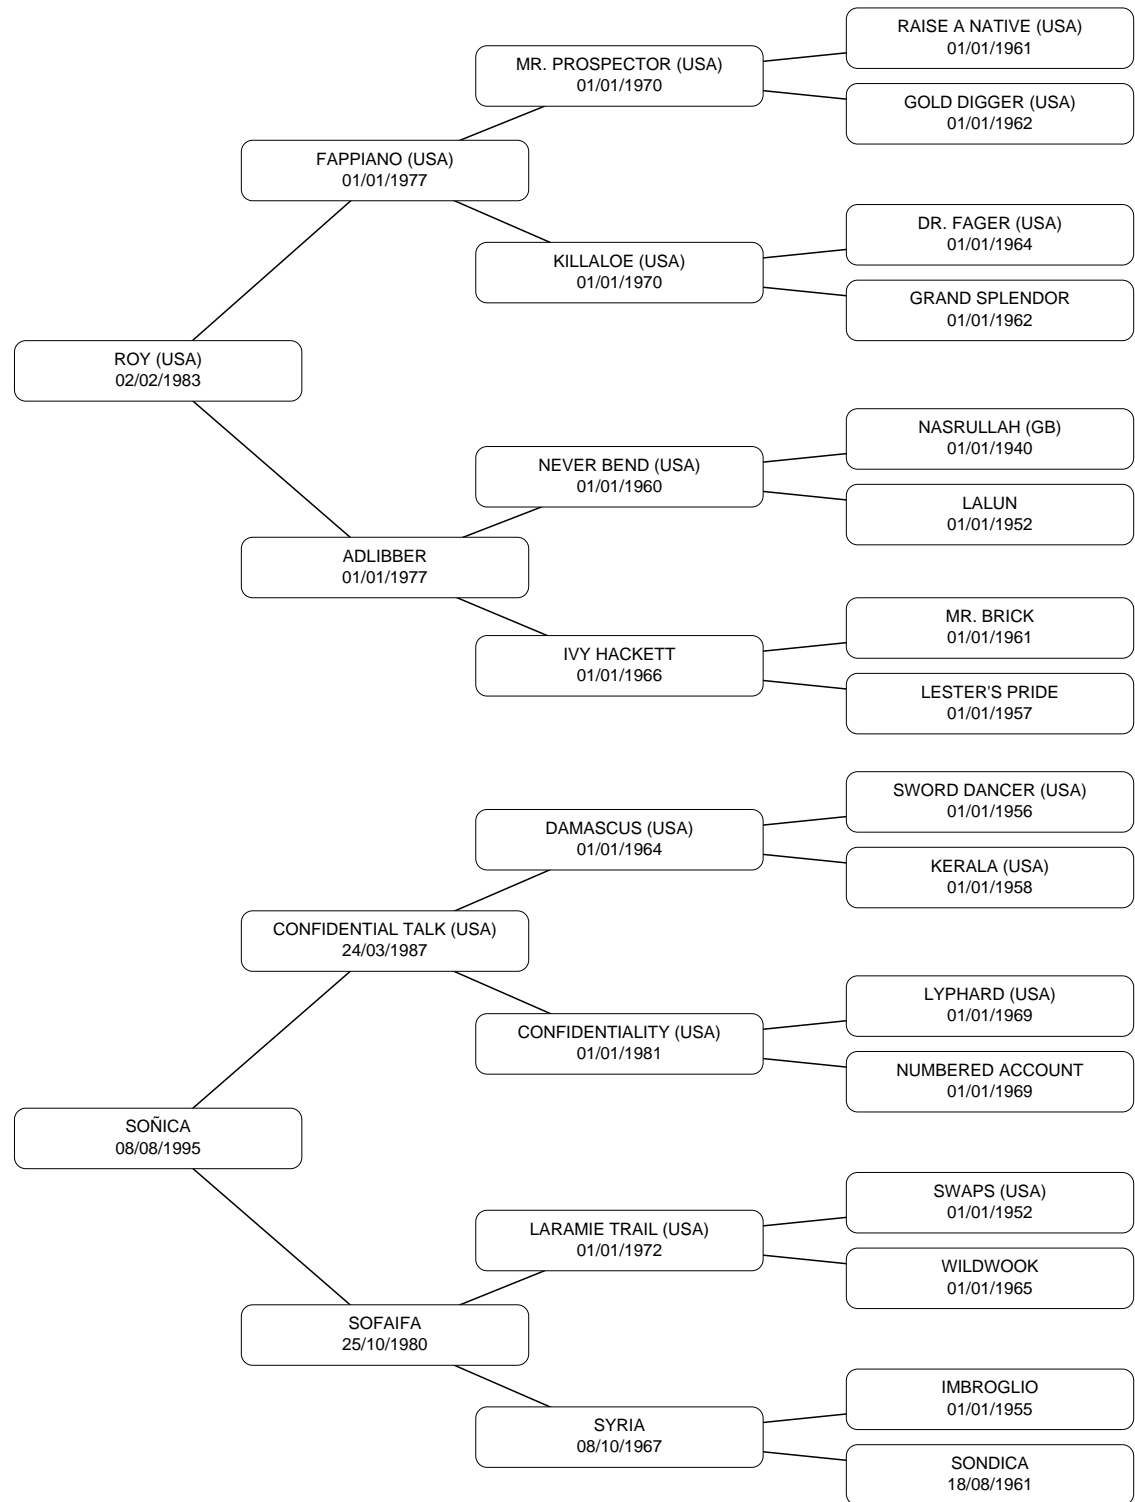 RAISE A NATIVE (USA)
01/01/1961
MR. PROSPECTOR (USA)
01/01/1970
GOLD DIGGER (USA)
01/01/1962
FAPPIANO (USA)
01/01/1977
DR. FAGER (USA)
01/01/1964
KILLALOE (USA)
01/01/1970
GRAND SPLENDOR
01/01/1962
ROY (USA)
02/02/1983
NASRULLAH (GB)
01/01/1940
NEVER BEND (USA)
01/01/1960
LALUN
01/01/1952
ADLIBBER
01/01/1977
MR. BRICK
01/01/1961
IVY HACKETT
01/01/1966
LESTER'S PRIDE
01/01/1957
SWORD DANCER (USA)
01/01/1956
DAMASCUS (USA)
01/01/1964
KERALA (USA)
01/01/1958
CONFIDENTIAL TALK (USA)
24/03/1987
LYPHARD (USA)
01/01/1969
CONFIDENTIALITY (USA)
01/01/1981
NUMBERED ACCOUNT
01/01/1969
SOÑICA
08/08/1995
SWAPS (USA)
01/01/1952
LARAMIE TRAIL (USA)
01/01/1972
WILDWOOK
01/01/1965
SOFAIFA
25/10/1980
IMBROGLIO
01/01/1955
SYRIA
08/10/1967
SONDICA
18/08/1961